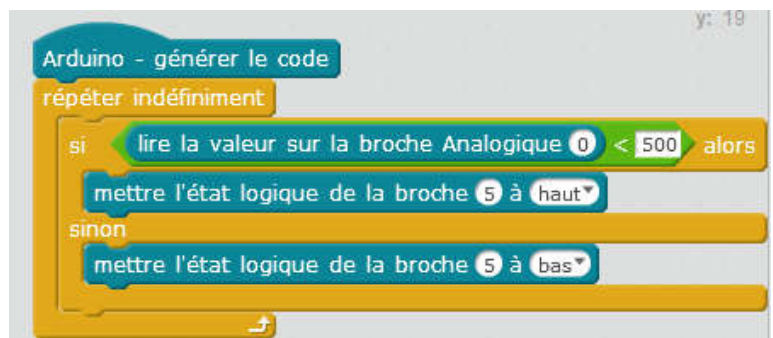 y: 19
Arduino - générer le code
répéter indéfiniment
si lire la valeur sur la broche Analogique 0 < 500 alors
mettre l'état logique de la broche 5 à haut
sinon
mettre l'état logique de la broche 5 à bas